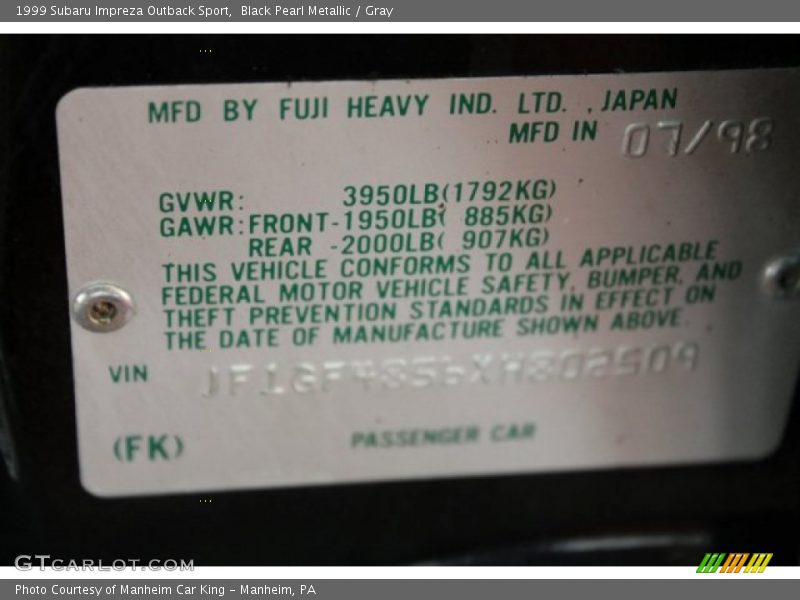 1999 Subaru Impreza Outback Sport, Black Pearl Metallic / Gray
MFD BY FUJI HEAVY IND. LTD. , JAPAN
MFD IN 07/98
GVWR: 3950LB(1792KG)
GAWR:FRONT-1950LB( 885KG)
REAR -2000LB( 907KG)
THIS VEHICLE CONFORMS TO ALL APPLICABLE
FEDERAL MOTOR VEHICLE SAFETY, BUMPER, AND
THEFT PREVENTION STANDARDS IN EFFECT ON
THE DATE OF MANUFACTURE SHOWN ABOVE.
VIN JF1GF4856XH802509
(FK) PASSENGER CAR
GTCARLOT.COM
Photo Courtesy of Manheim Car King - Manheim, PA